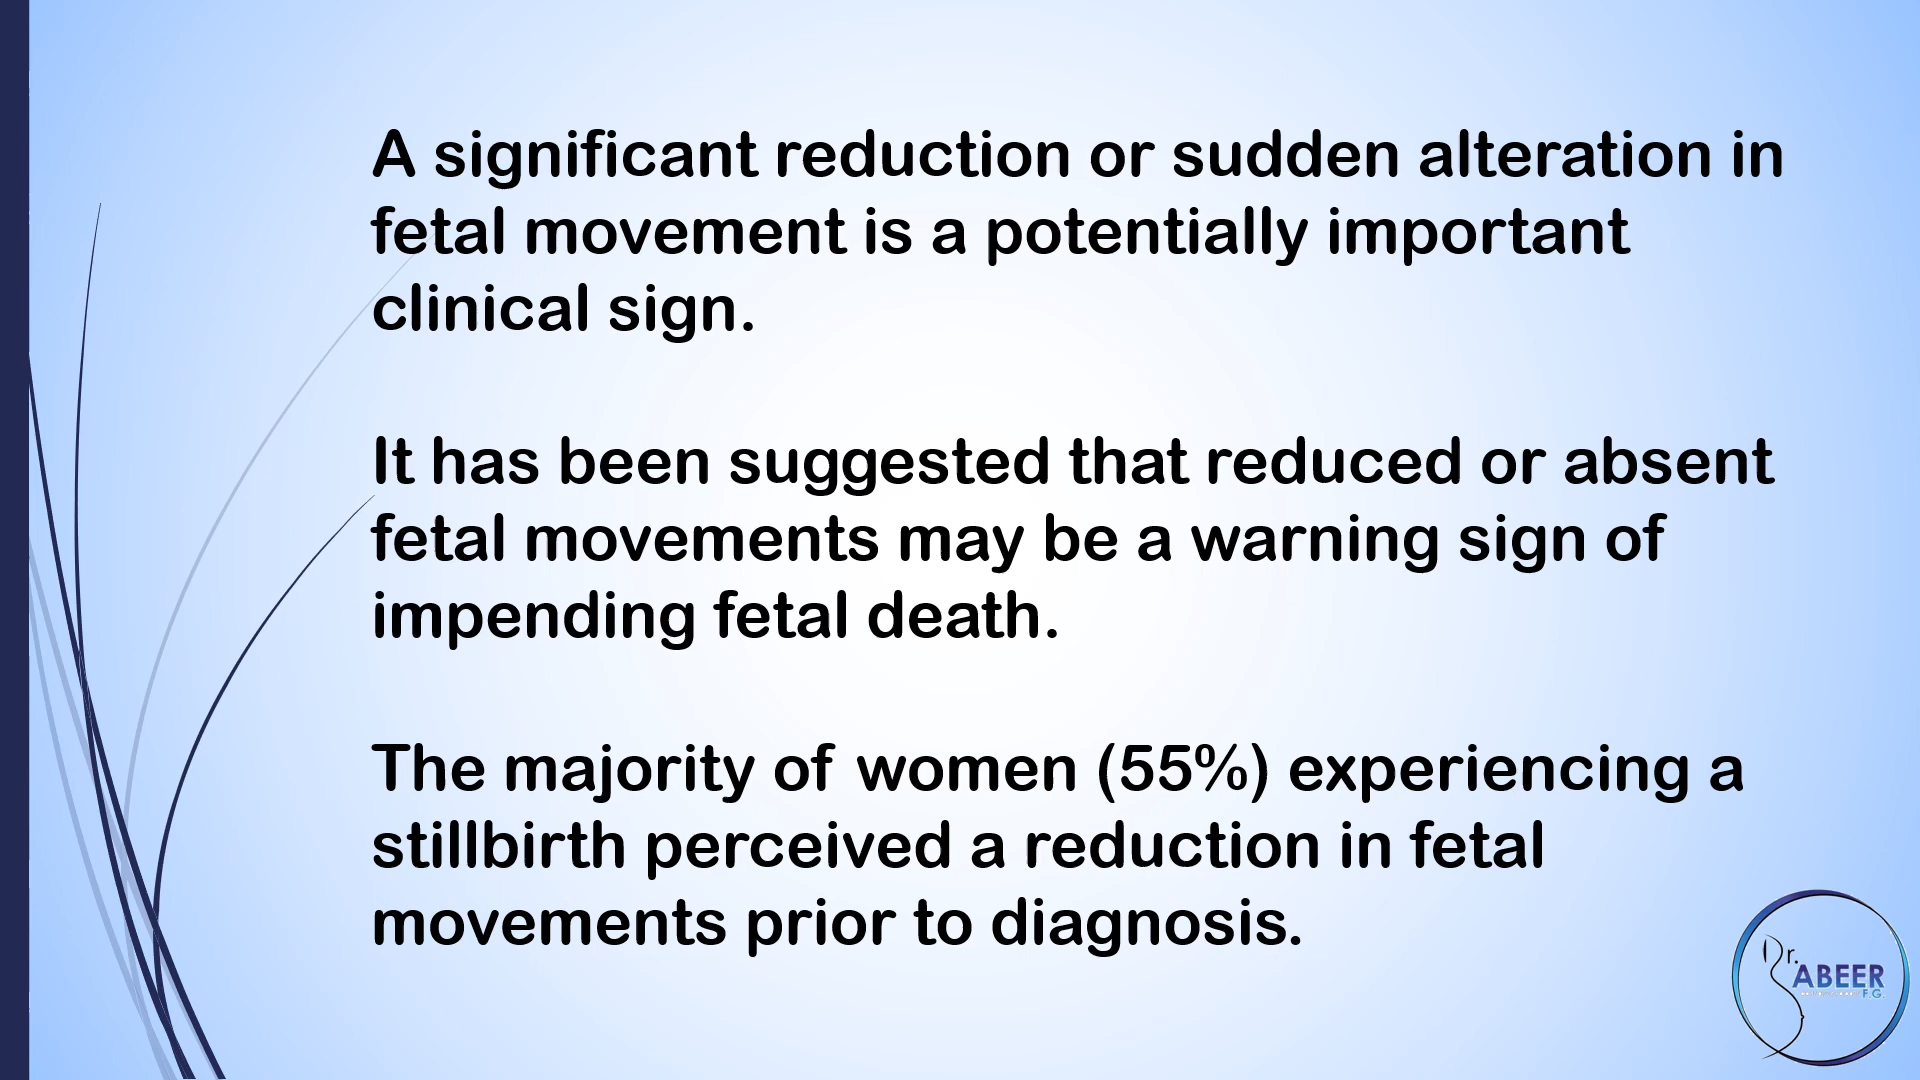 A significant reduction or sudden alteration in
fetal movement is a potentially important
clinical sign.
It has been suggested that reduced or absent
fetal movements may be a warning sign of
impending fetal death.
The majority of women (55%) experiencing a
stillbirth perceived a reduction in fetal
movements prior to diagnosis.
Dr.
ABEER
F.G.